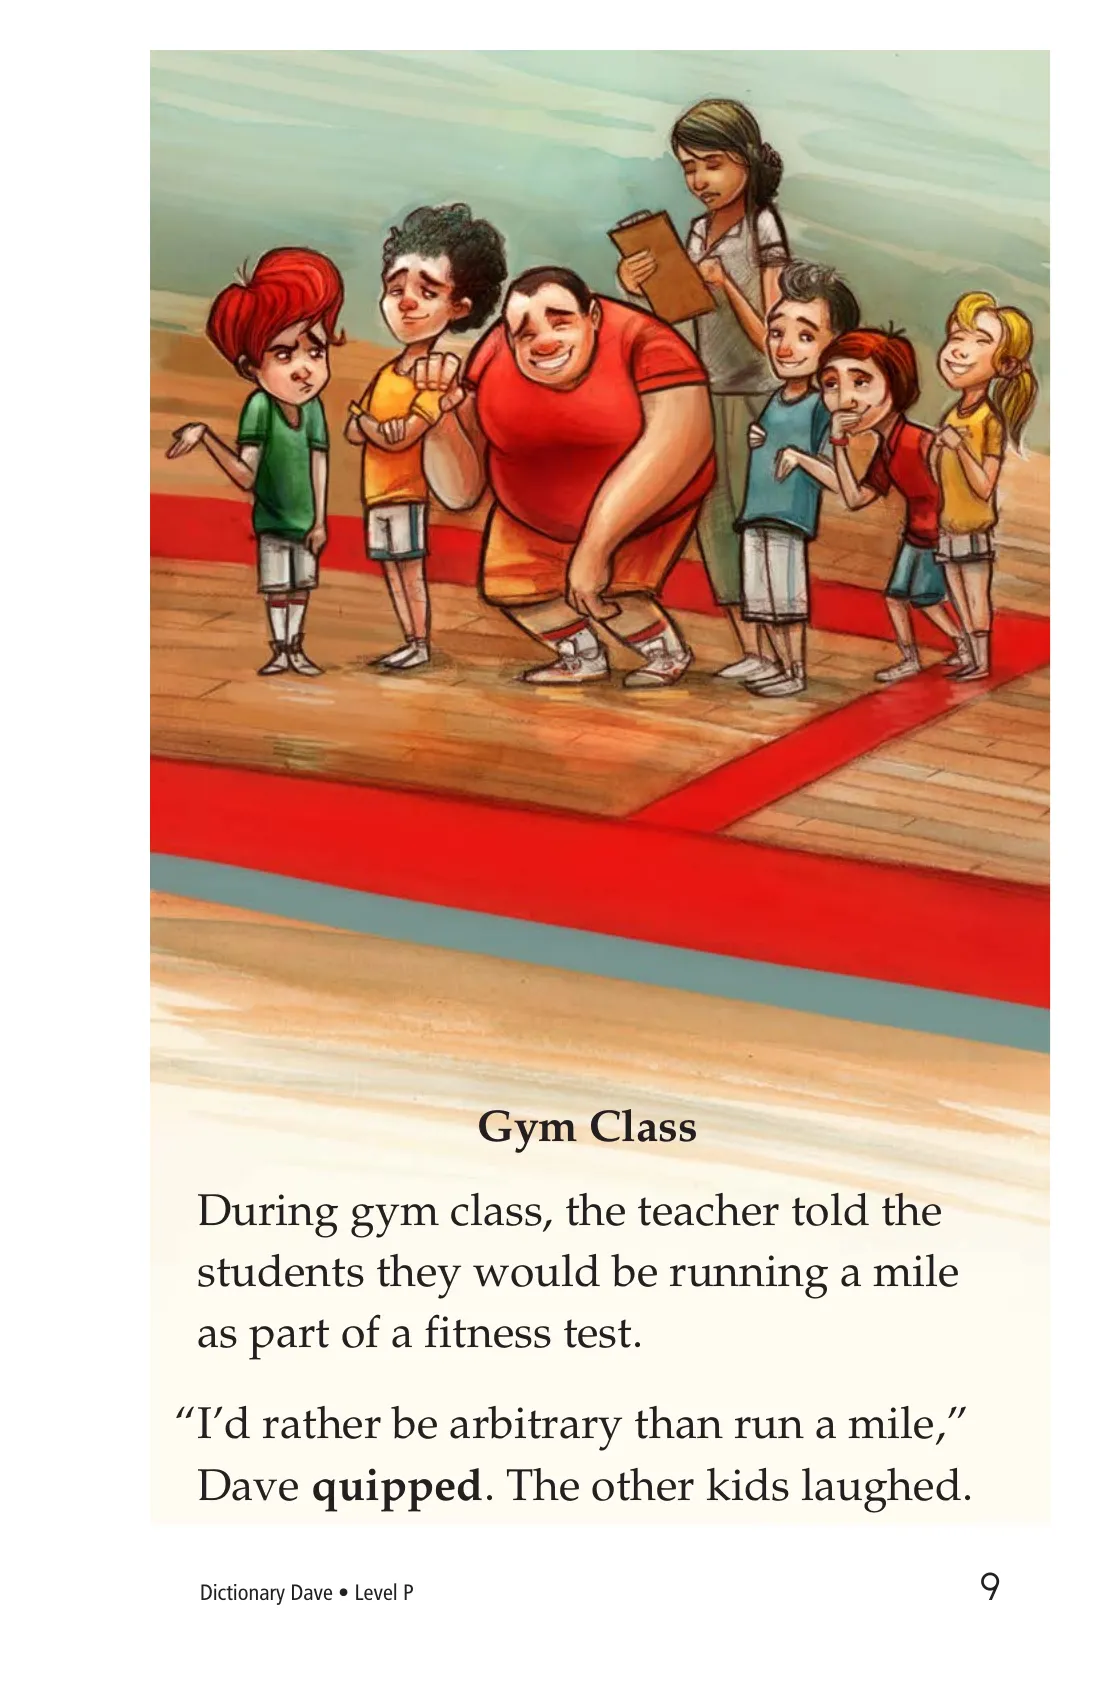 Gym Class
During gym class, the teacher told the
students they would be running a mile
as part of a fitness test.
“I’d rather be arbitrary than run a mile,”
Dave quipped. The other kids laughed.
Dictionary Dave • Level P
9